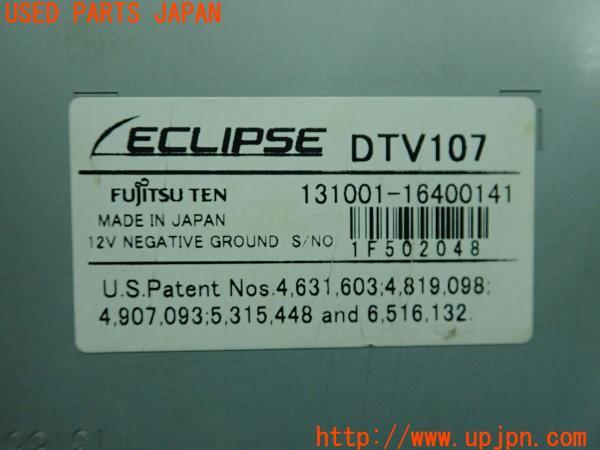 USED PARTS JAPAN
ECLIPSE DTV107
FUJITSU TEN 131001-16400141
MADE IN JAPAN
12V NEGATIVE GROUND S/NO. 1F502048
U.S.Patent Nos.4,631,603;4,819,098;
4,907,093;5,315,448 and 6,516,132.
http://www.upjpn.com/